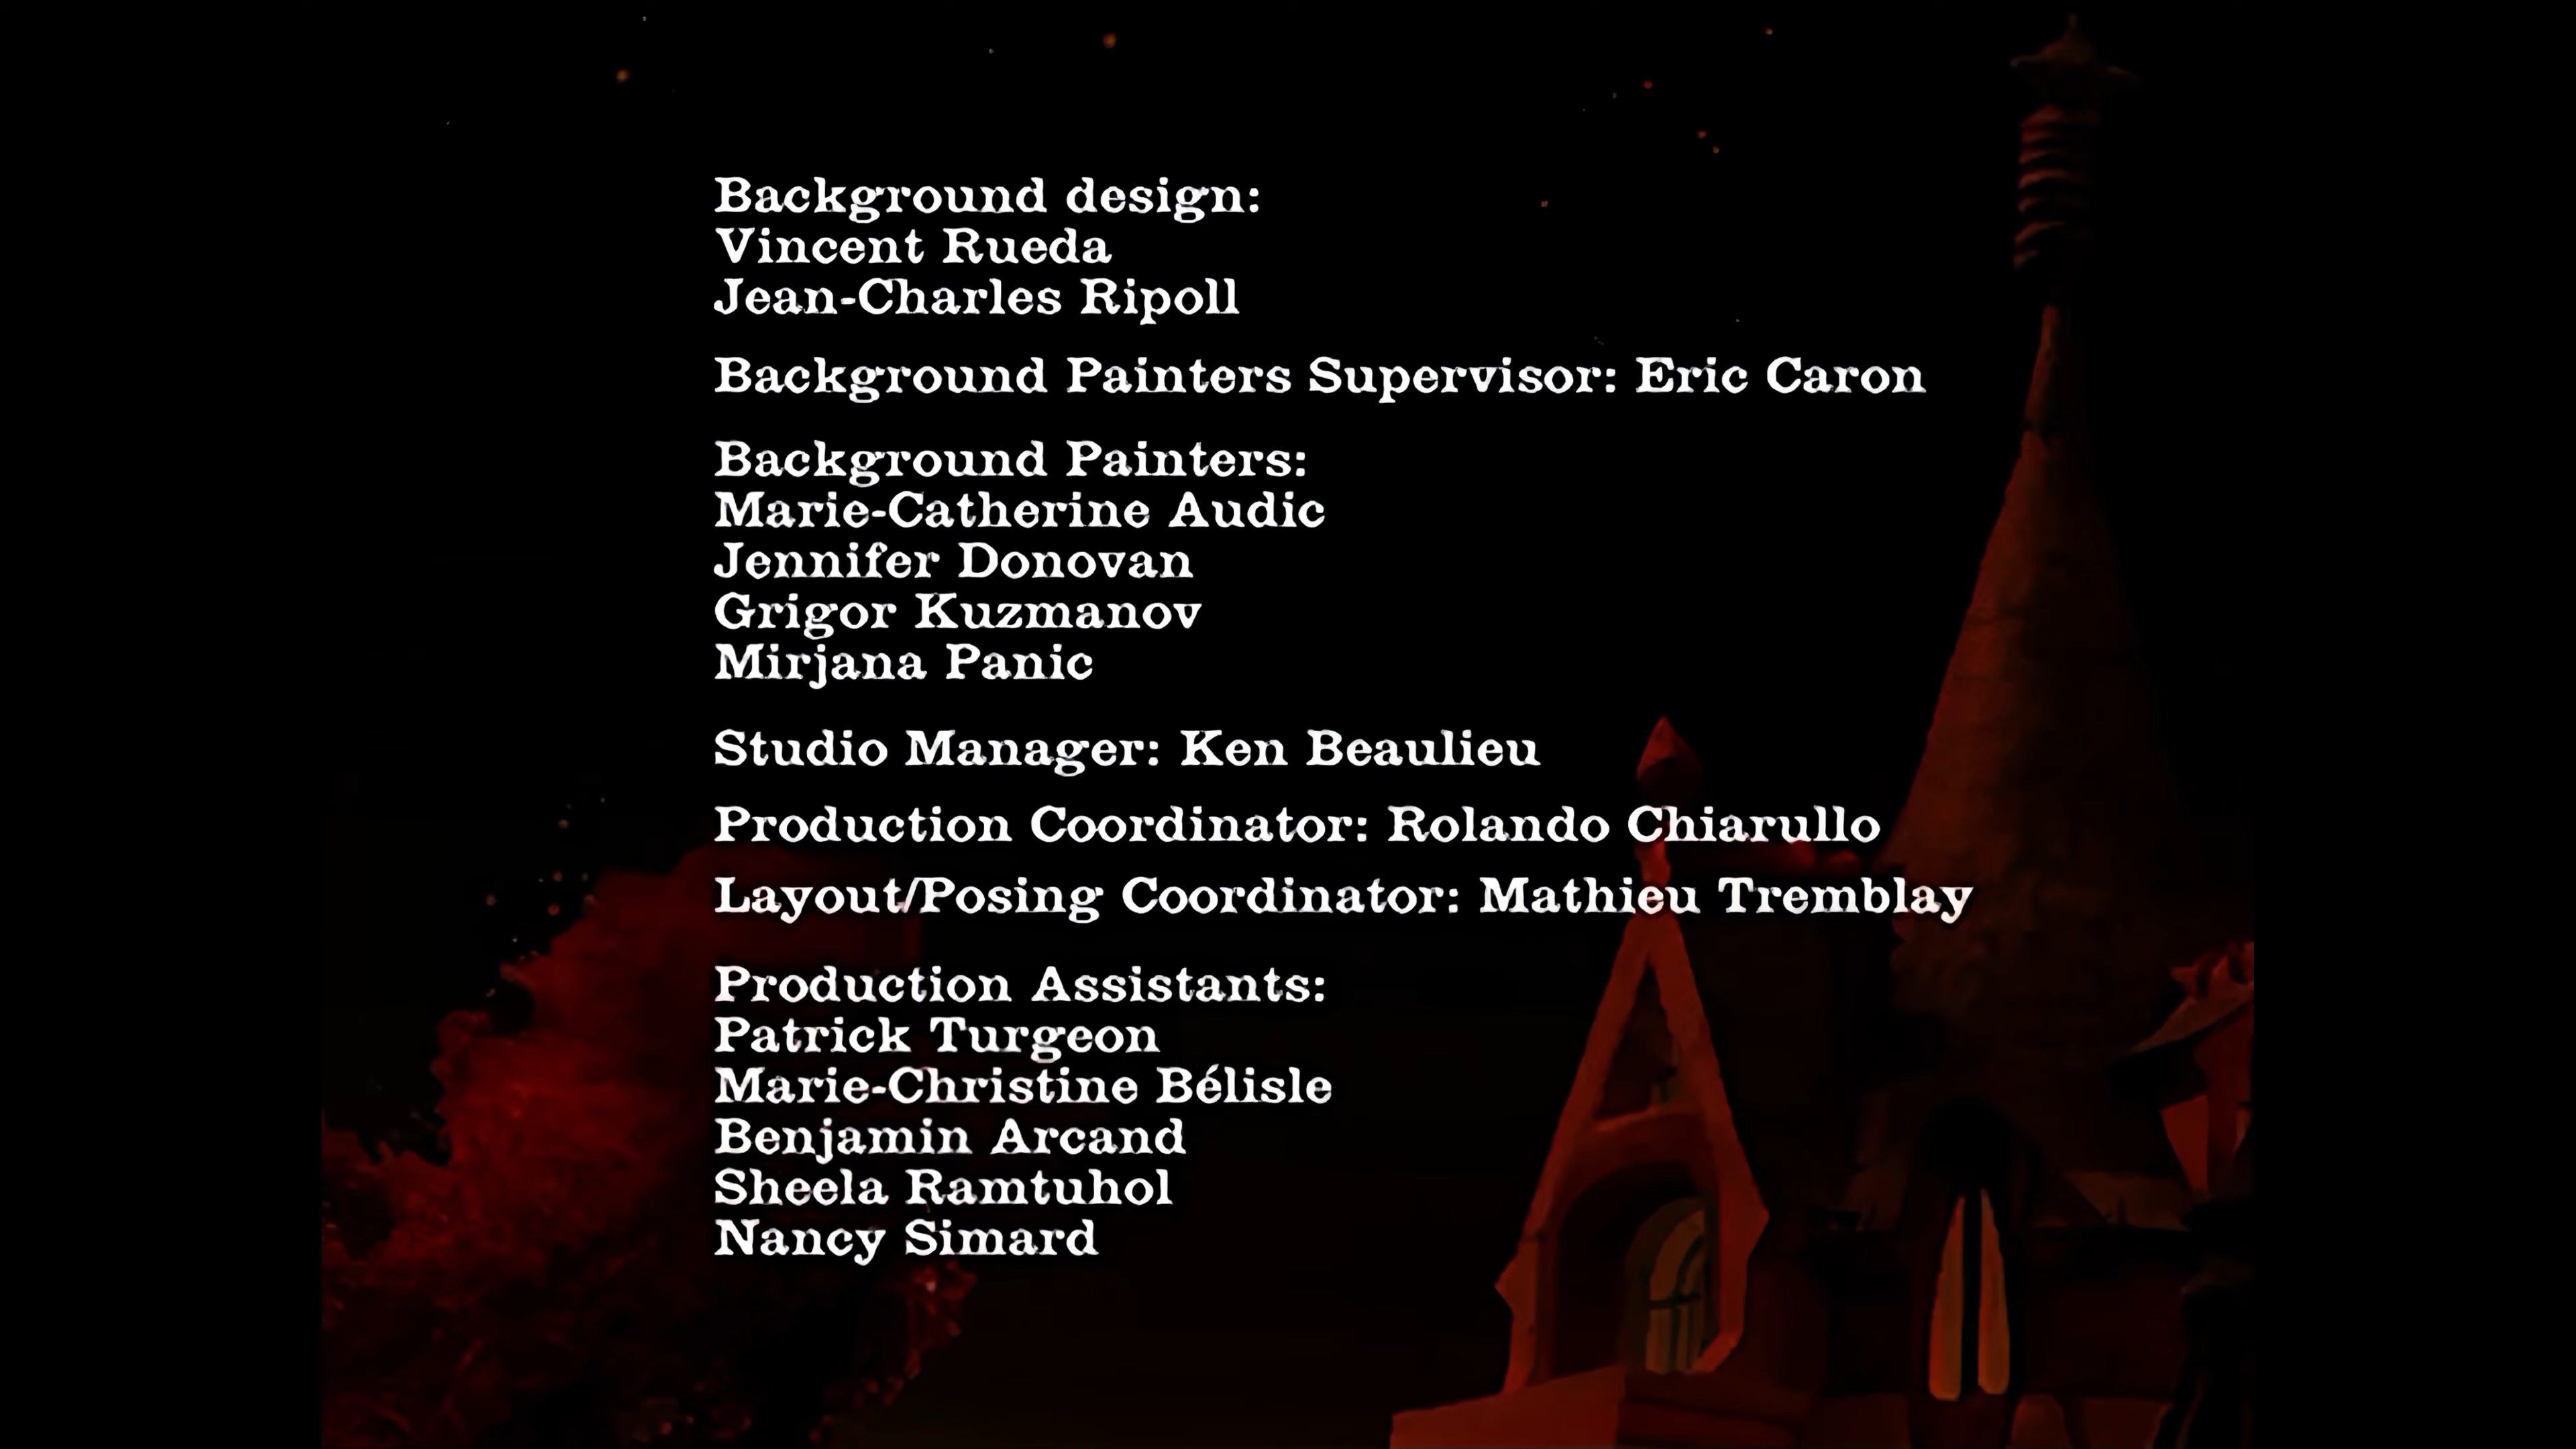 Background design:
Vincent Rueda
Jean-Charles Ripoll
Background Painters Supervisor: Eric Caron
Background Painters:
Marie-Catherine Audic
Jennifer Donovan
Grigor Kuzmanov
Mirjana Panic
Studio Manager: Ken Beaulieu
Production Coordinator: Rolando Chiarullo
Layout/Posing Coordinator: Mathieu Tremblay
Production Assistants:
Patrick Turgeon
Marie-Christine Bélisle
Benjamin Arcand
Sheela Ramtuhol
Nancy Simard